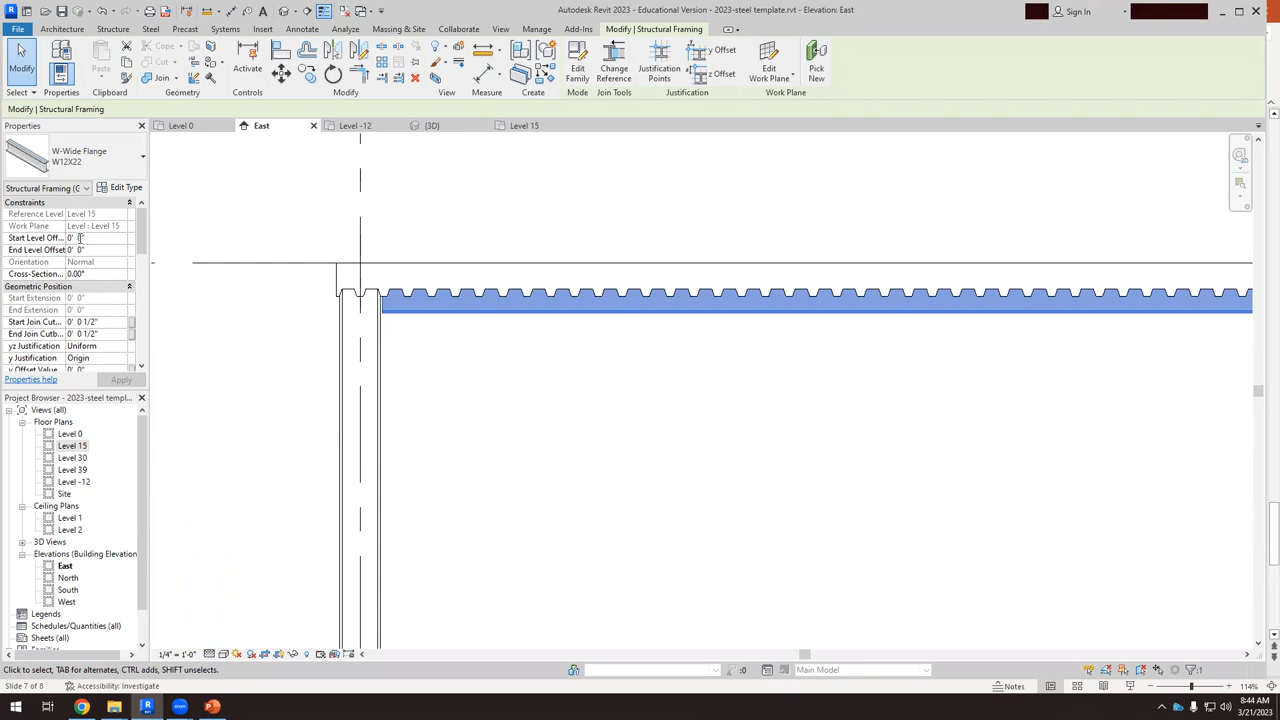 Autodesk Revit 2023 - Educational Version - 2023-steel template.rvt - Elevation: East
Sign In
File Architecture Structure Steel Precast Systems Insert Annotate Analyze Massing & Site Collaborate View Manage Add-Ins Modify | Structural Framing
Modify
Select
Properties
Paste
Clipboard
Cope
Cut
Join
Geometry
Activate
Controls
Modify
View
Measure
Create
Edit Family
Mode
Change Reference
Join Tools
Justification Points
y Offset
z Offset
Justification
Edit Work Plane
Pick New
Work Plane
Modify | Structural Framing
Properties
Level 0
East
Level -12
{3D}
Level 15
W-Wide Flange
W12X22
Structural Framing (G
Edit Type
Constraints
Reference Level Level 15
Work Plane Level : Level 15
Start Level Off... 0' 0"
End Level Offset 0' 0"
Orientation Normal
Cross-Section... 0.00°
Geometric Position
Start Extension 0' 0"
End Extension 0' 0"
Start Join Cut... 0' 0 1/2"
End Join Cutb... 0' 0 1/2"
yz Justification Uniform
y Justification Origin
y Offset Value 0' 0"
Properties help
Apply
Project Browser - 2023-steel templ...
Views (all)
Floor Plans
Level 0
Level 15
Level 30
Level 39
Level -12
Site
Ceiling Plans
Level 1
Level 2
3D Views
Elevations (Building Elevation
East
North
South
West
Legends
Schedules/Quantities (all)
Sheets (all)
1/4" = 1'-0"
Click to select, TAB for alternates, CTRL adds, SHIFT unselects.
:0
Main Model
:1
Slide 7 of 8
Accessibility: Investigate
Notes
114%
8:44 AM
3/21/2023